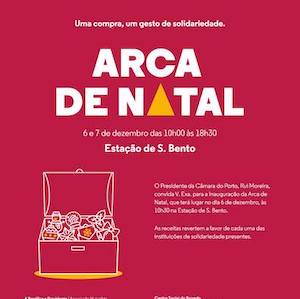 Uma compra, um gesto de solidariedade.
ARCA
DE NATAL
6 e 7 de dezembro das 10h00 às 18h30
Estação de S. Bento
O Presidente da Câmara do Porto, Rui Moreira,
convida V. Exa. para a Inauguração da Arca de
Natal, que terá lugar no dia 6 de dezembro, às
10h30 na Estação de S. Bento.
As receitas revertem a favor de cada uma das
instituições de solidariedade presentes.